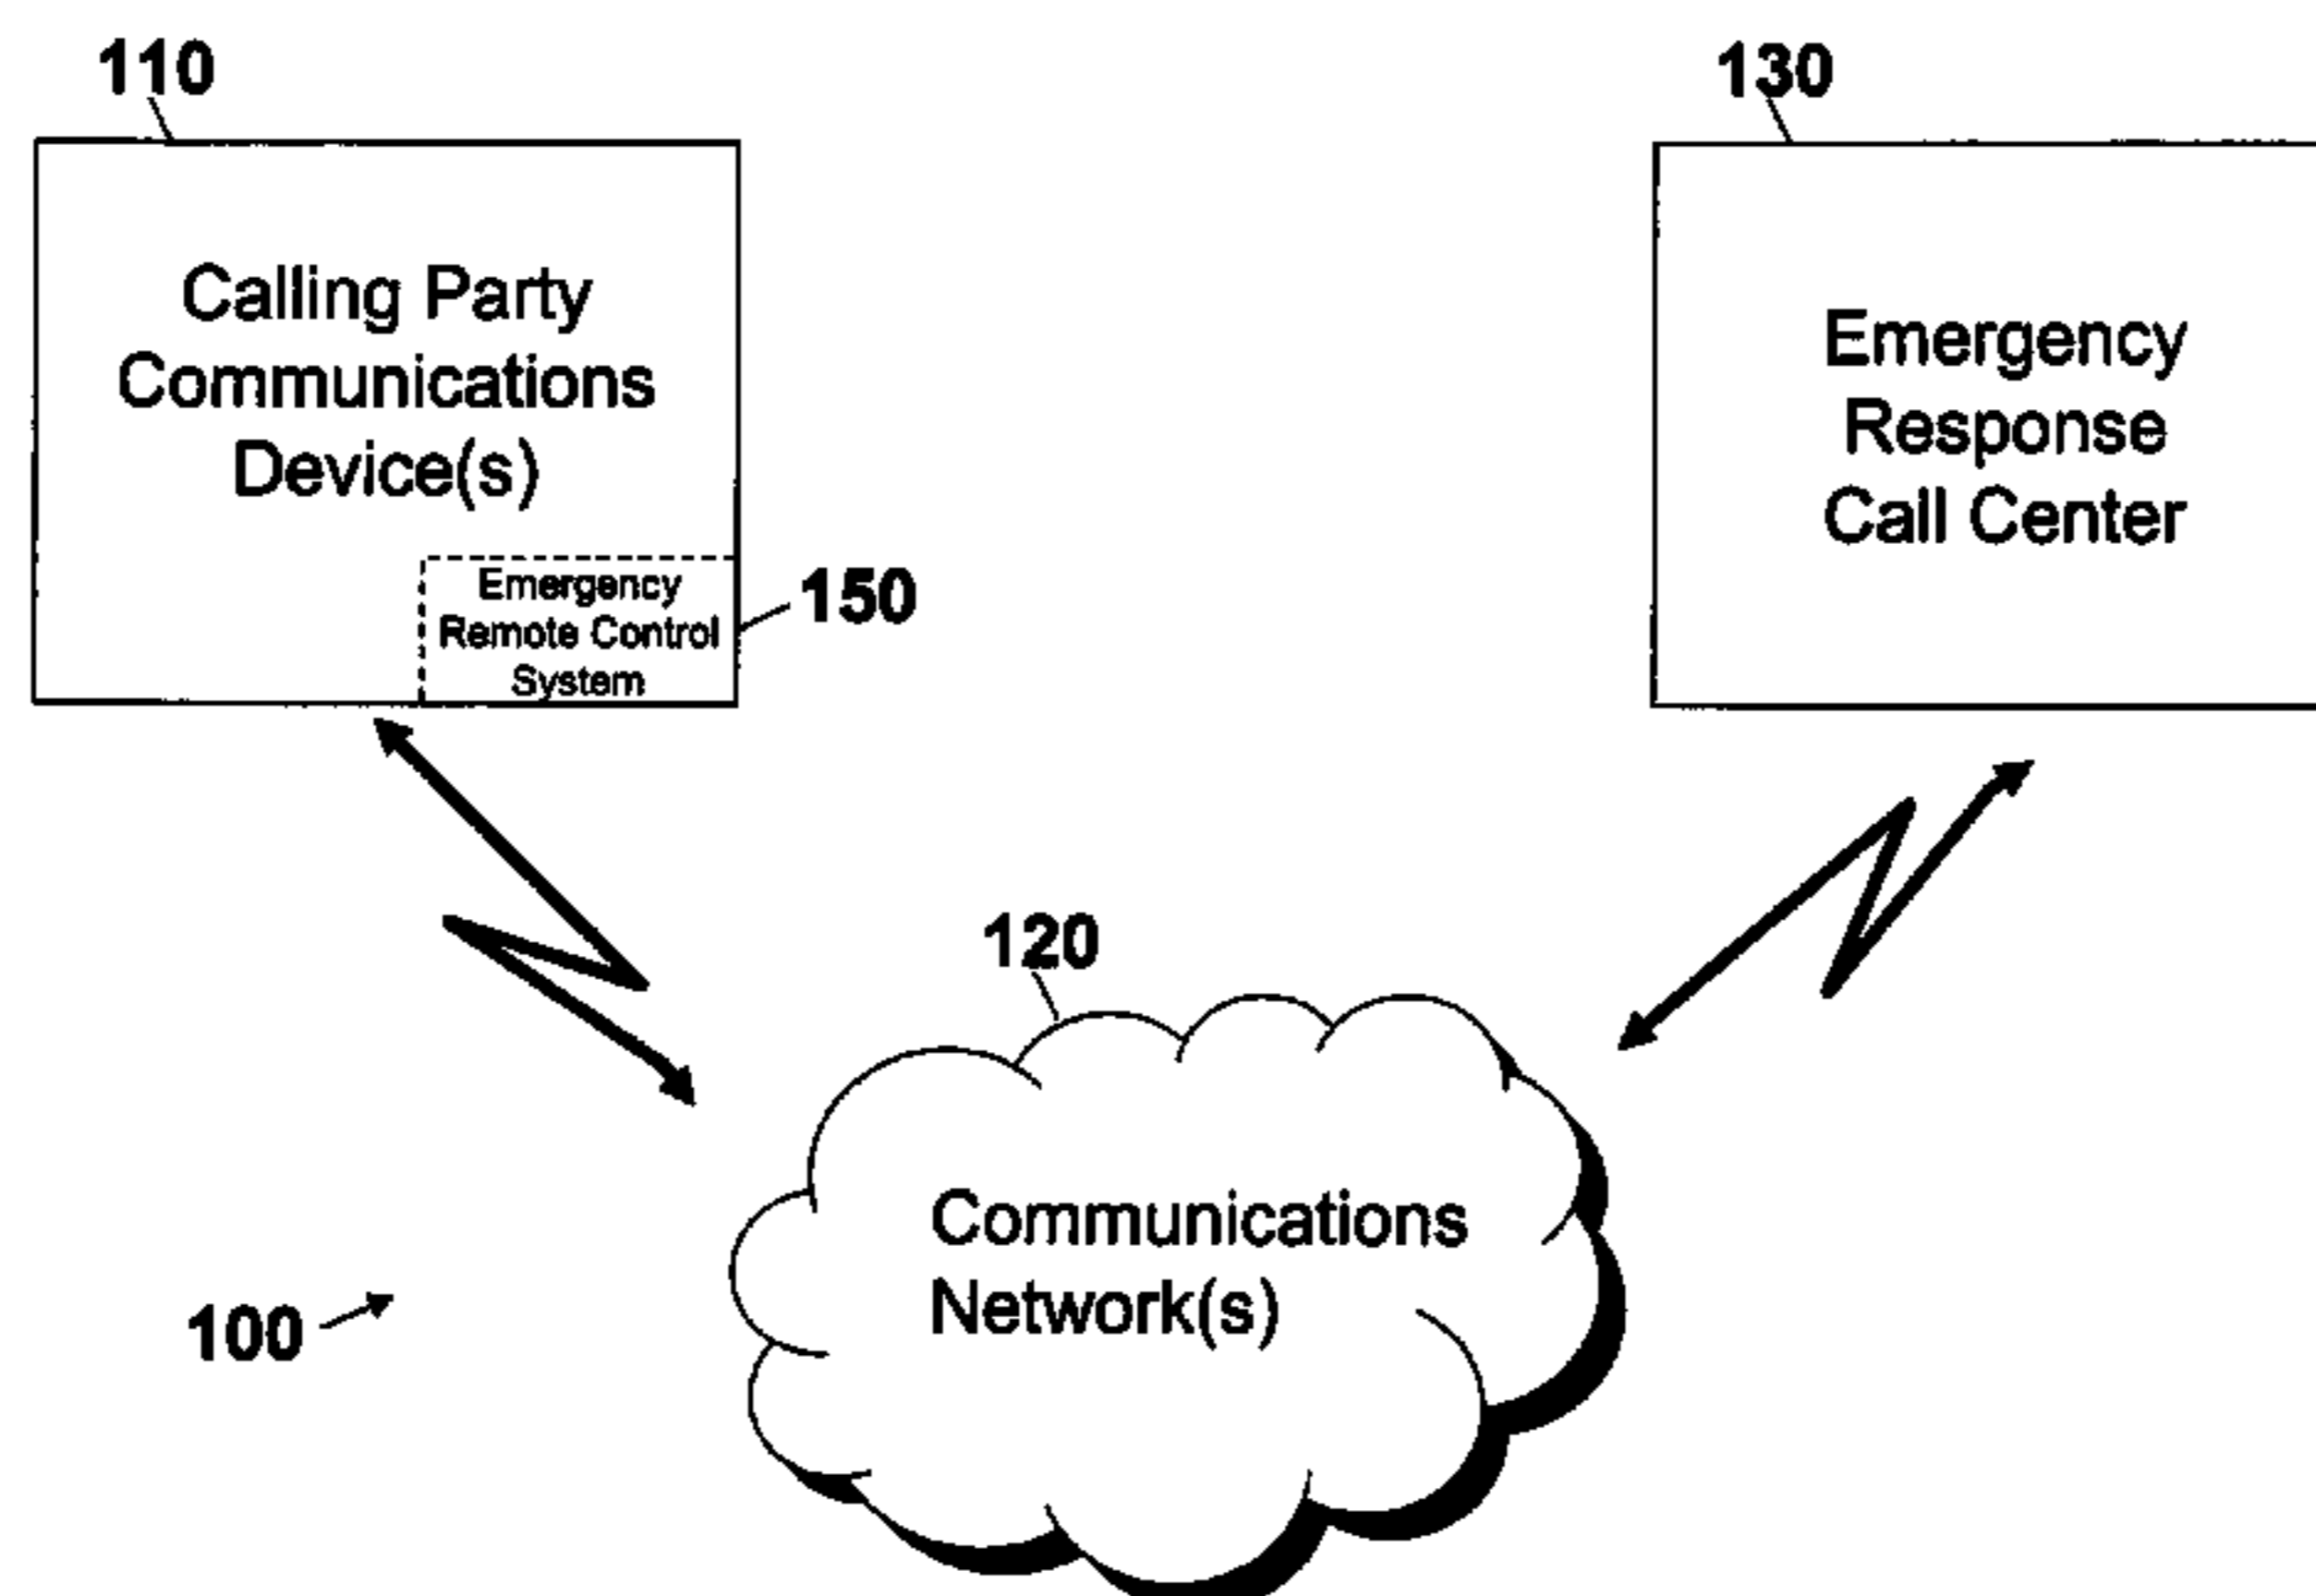 110
130
Calling Party
Communications
Device(s)
Emergency
Response
Call Center
Emergency
Remote Control
System
150
120
Communications
Network(s)
100